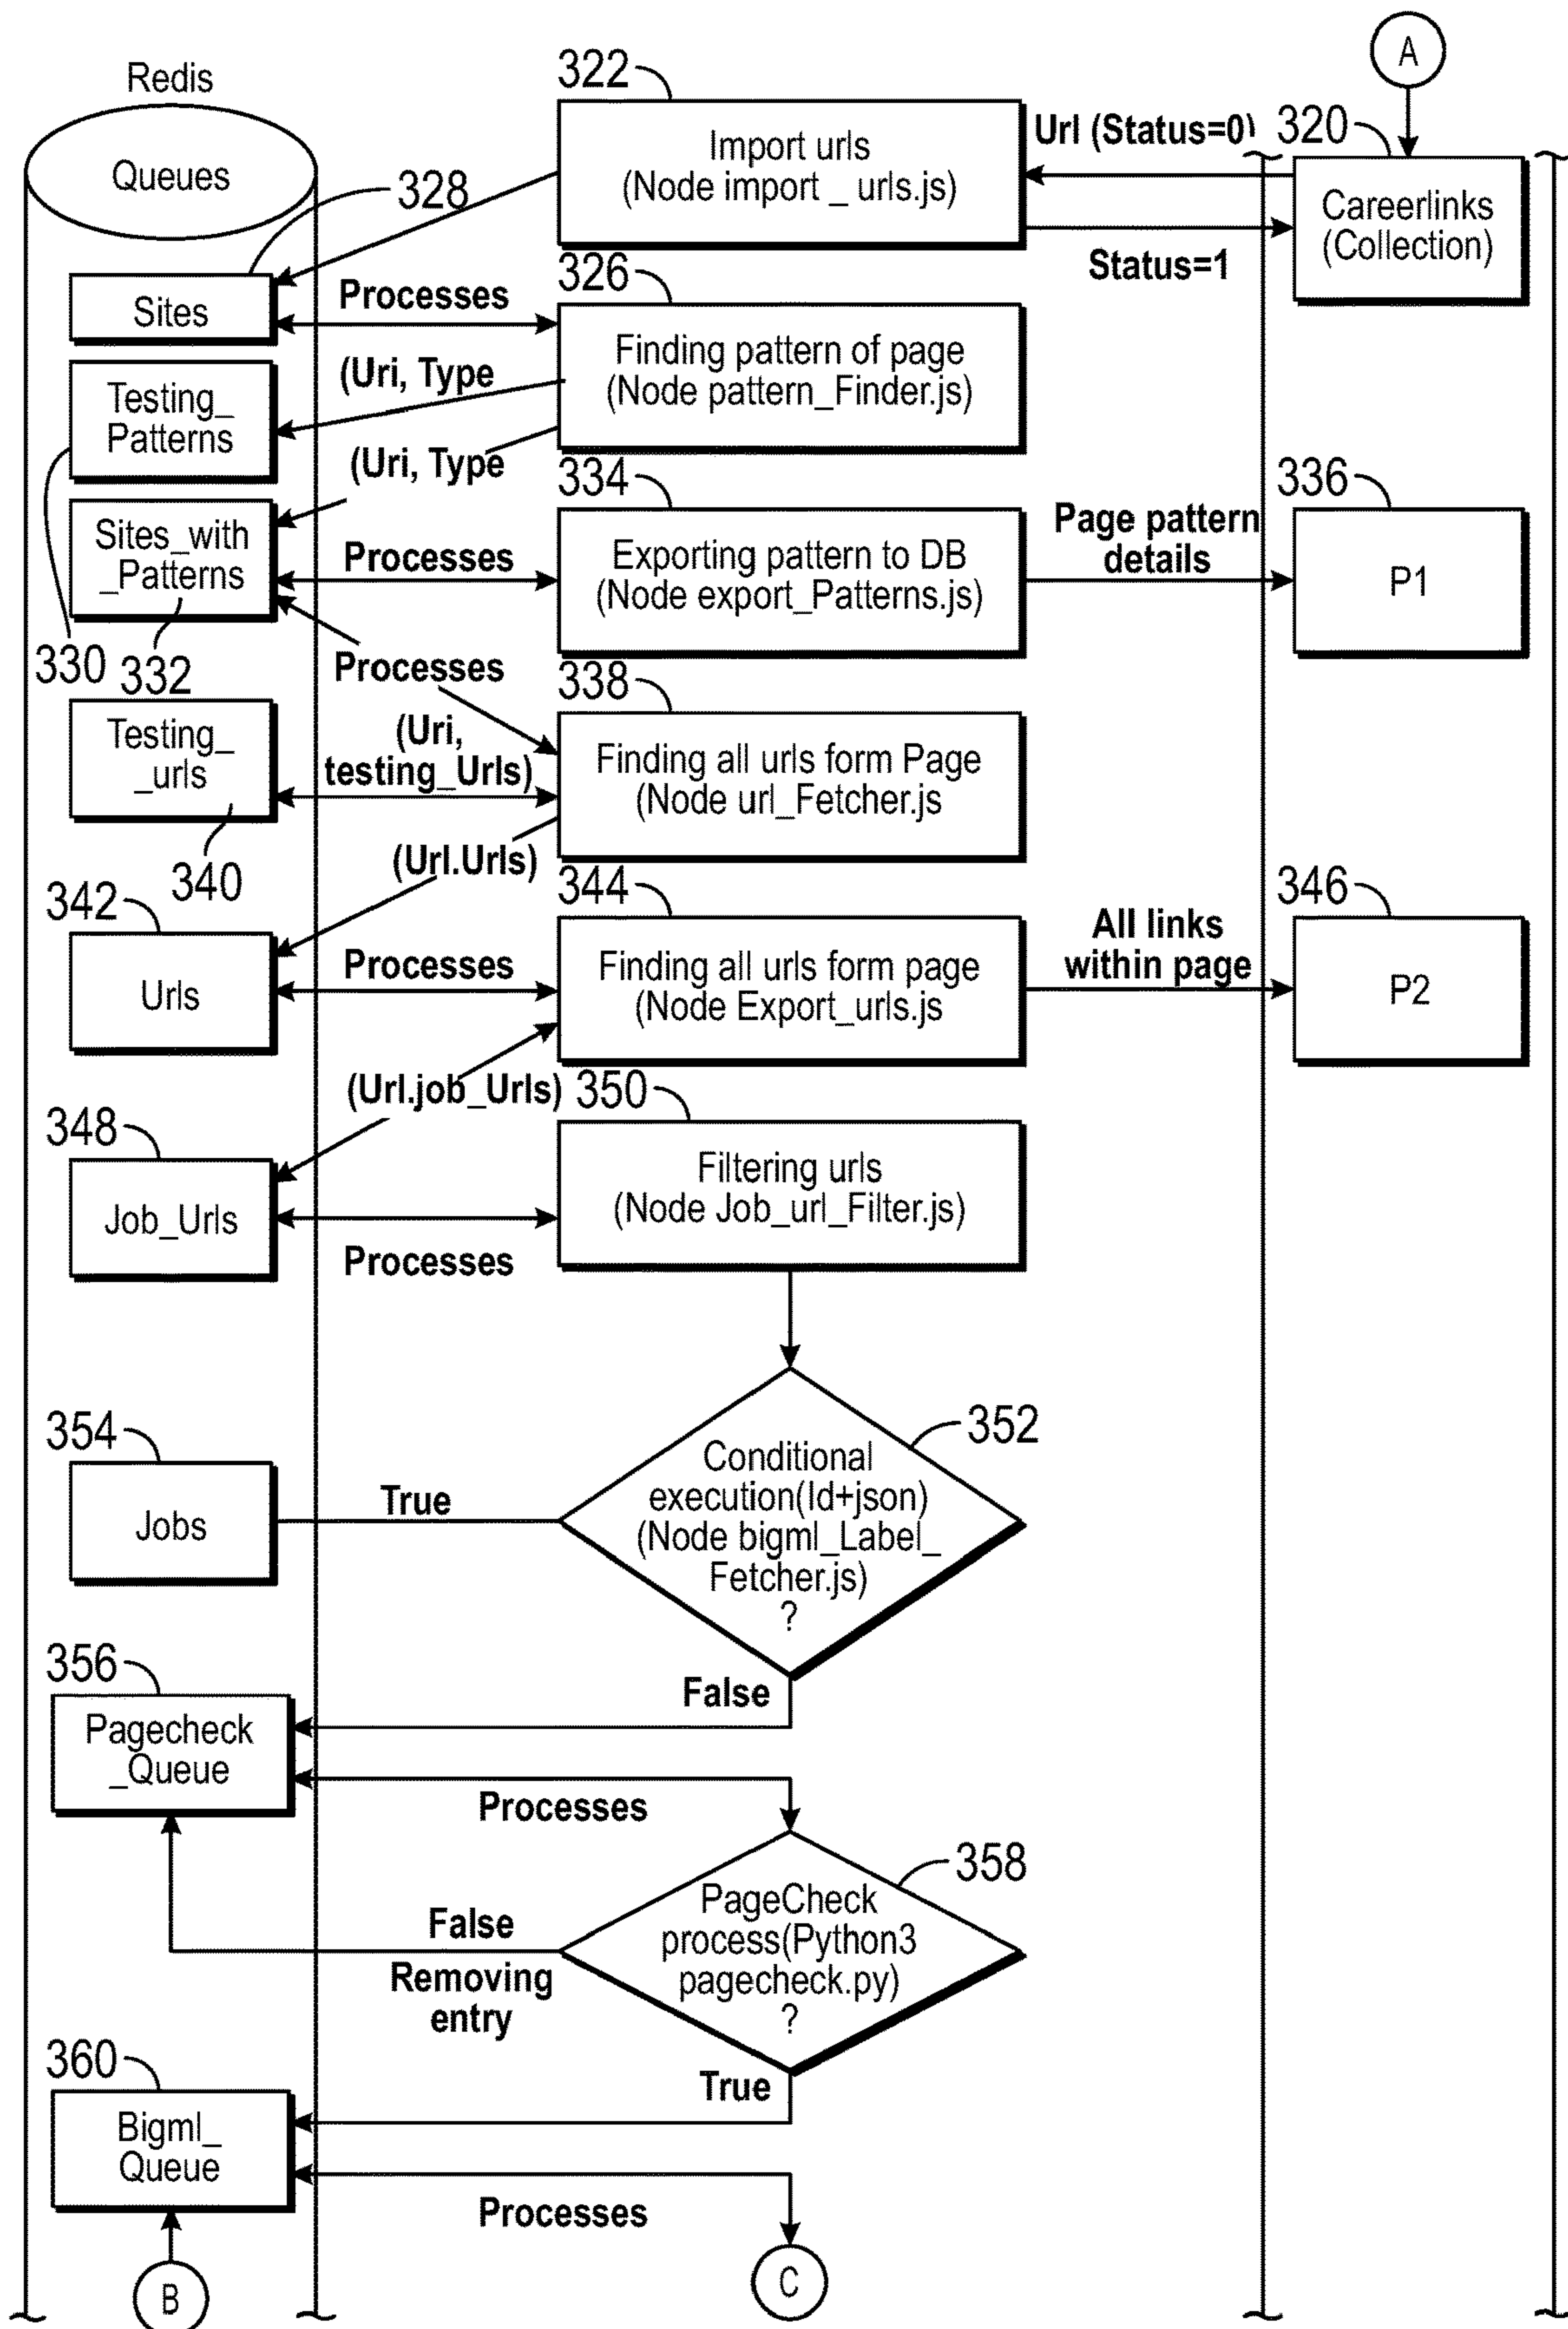 A
Redis
Queues
322
Import urls
(Node import _ urls.js)
Url (Status=0)
Status=1
320
Careerlinks
(Collection)
328
Sites
Processes
326
Finding pattern of page
(Node pattern_Finder.js)
(Uri, Type
Testing_
Patterns
330
(Uri, Type
Sites_with
_Patterns
332
Processes
334
Exporting pattern to DB
(Node export_Patterns.js)
Page pattern
details
336
P1
Processes
338
Finding all urls form Page
(Node url_Fetcher.js
(Uri,
testing_Urls)
Testing_
_urls
340
(Url.Urls)
342
Urls
Processes
344
Finding all urls form page
(Node Export_urls.js
All links
within page
346
P2
(Url.job_Urls)
348
Job_Urls
Processes
350
Filtering urls
(Node Job_url_Filter.js)
352
Conditional
execution(ld+json)
(Node bigml_Label_
Fetcher.js)
?
True
354
Jobs
False
356
Pagecheck
_Queue
Processes
358
PageCheck
process(Python3
pagecheck.py)
?
False
Removing
entry
True
360
Bigml_
Queue
Processes
B
C